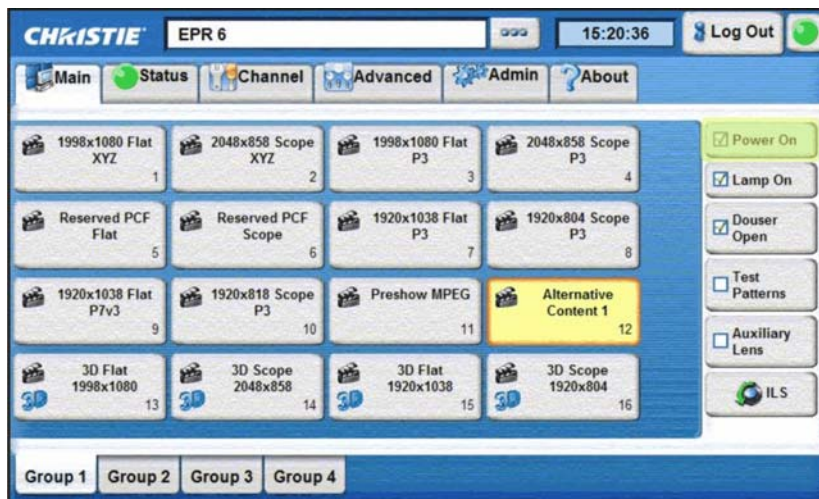 CHRISTIE
EPR 6
15:20:36
Log Out
Main
Status
Channel
Advanced
Admin
About
1998x1080 Flat
XYZ
1
2048x858 Scope
XYZ
2
1998x1080 Flat
P3
3
2048x858 Scope
P3
4
Reserved PCF
Flat
5
Reserved PCF
Scope
6
1920x1038 Flat
P3
7
1920x804 Scope
P3
8
1920x1038 Flat
P7v3
9
1920x818 Scope
P3
10
Preshow MPEG
11
Alternative
Content 1
12
3D Flat
1998x1080
3D
13
3D Scope
2048x858
3D
14
3D Flat
1920x1038
3D
15
3D Scope
1920x804
3D
16
Power On
Lamp On
Douser
Open
Test
Patterns
Auxiliary
Lens
ILS
Group 1
Group 2
Group 3
Group 4